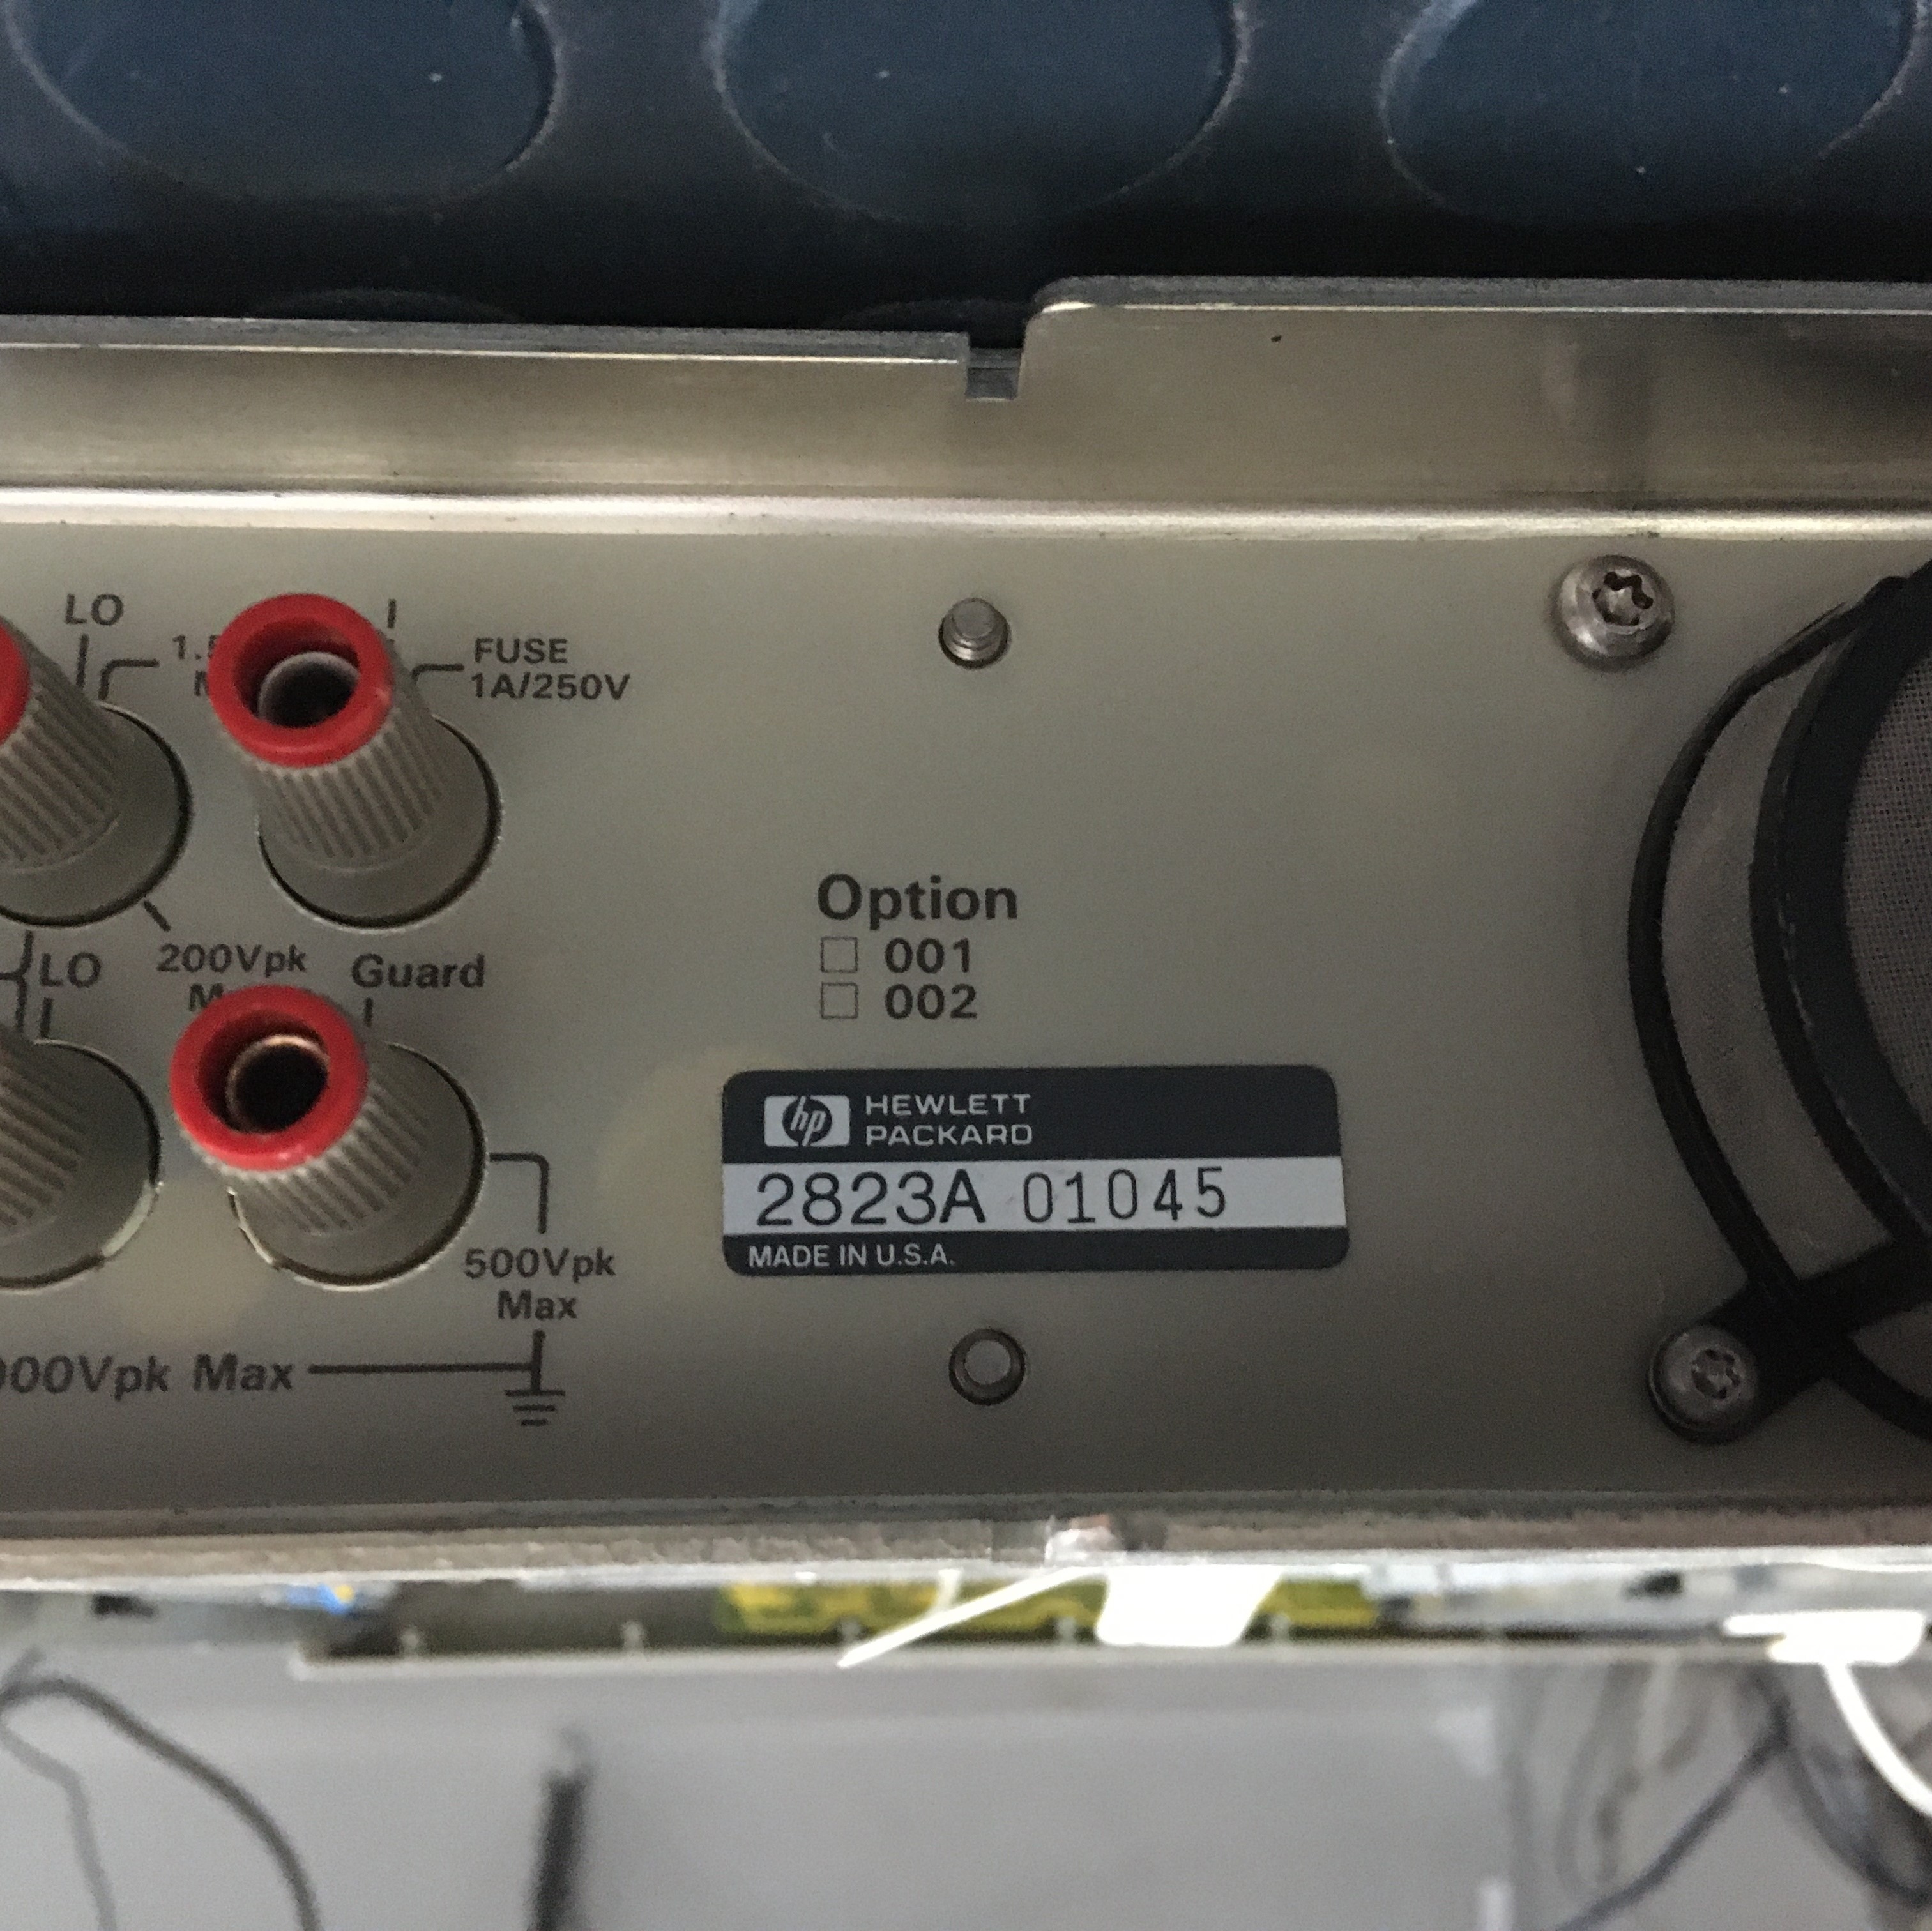 LO
FUSE
1A/250V
Option
001
002
LO
200Vpk
Guard
hp HEWLETT
PACKARD
2823A 01045
MADE IN U.S.A.
500Vpk
Max
00Vpk Max